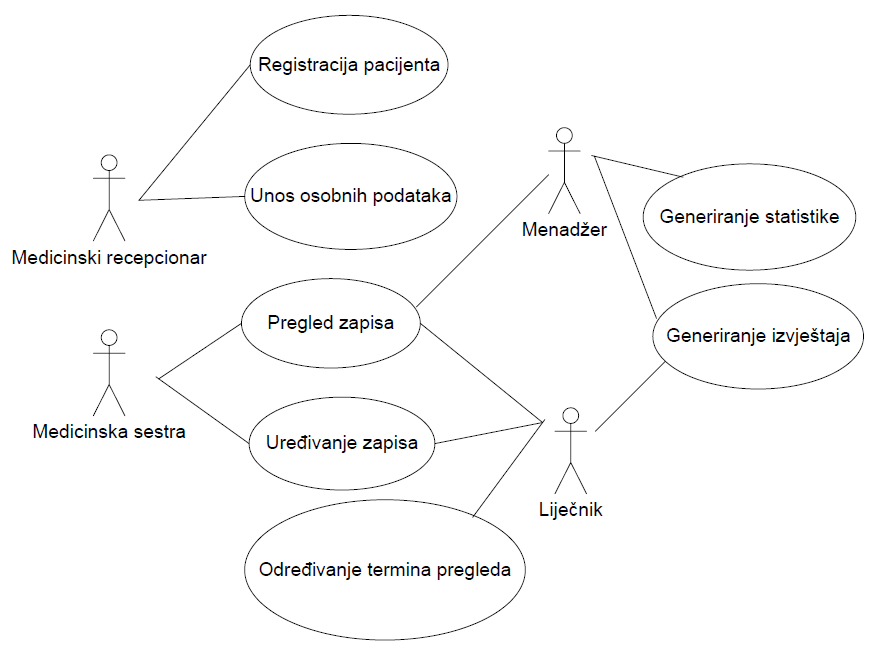 Registracija pacijenta
Unos osobnih podataka
Medicinski recepcionar
Menadžer
Generiranje statistike
Pregled zapisa
Generiranje izvještaja
Medicinska sestra
Uređivanje zapisa
Liječnik
Određivanje termina pregleda